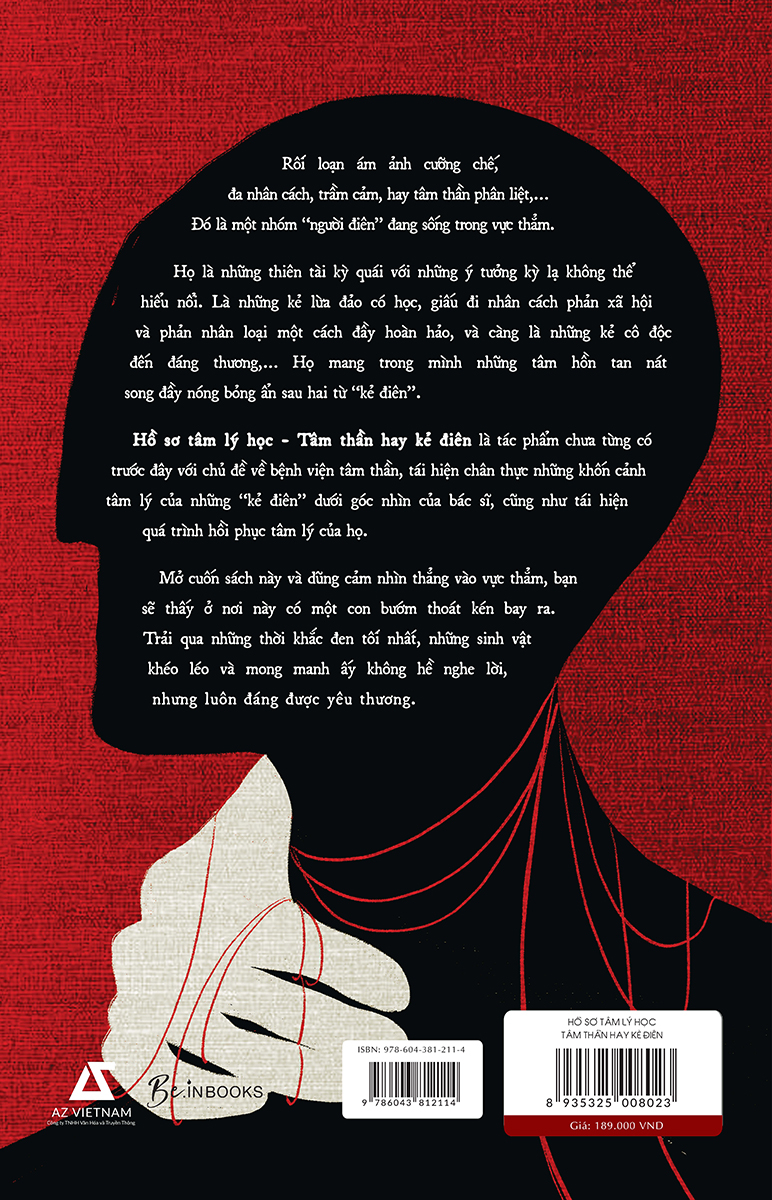 Rối loạn ám ảnh cưỡng chế,
đa nhân cách, trầm cảm, hay tâm thần phân liệt,...
Đó là một nhóm “người điên” đang sống trong vực thẳm.
Họ là những thiên tài kỳ quái với những ý tưởng kỳ lạ không thể
hiểu nổi. Là những kẻ lừa đảo có học, giấu đi nhân cách phản xã hội
và phản nhân loại một cách đầy hoàn hảo, và càng là những kẻ cô độc
đến đáng thương,... Họ mang trong mình những tâm hồn tan nát
song đầy nóng bỏng ẩn sau hai từ “kẻ điên”.
Hồ sơ tâm lý học - Tâm thần hay kẻ điên là tác phẩm chưa từng có
trước đây với chủ đề về bệnh viện tâm thần, tái hiện chân thực những khốn cảnh
tâm lý của những “kẻ điên” dưới góc nhìn của bác sĩ, cũng như tái hiện
quá trình hồi phục tâm lý của họ.
Mở cuốn sách này và dũng cảm nhìn thẳng vào vực thẳm, bạn
sẽ thấy ở nơi này có một con bướm thoát kén bay ra.
Trải qua những thời khắc đen tối nhất, những sinh vật
khéo léo và mong manh ấy không hề nghe lời,
nhưng luôn đáng được yêu thương.
HỒ SƠ TÂM LÝ HỌC
TÂM THẦN HAY KẺ ĐIÊN
8 935325 008023
Giá: 189.000 VND
ISBN: 978-604-381-211-4
9 786043 812114
AZ VIETNAM
Công ty TNHH Văn Hóa và Truyền Thông
Be.INBOOKS